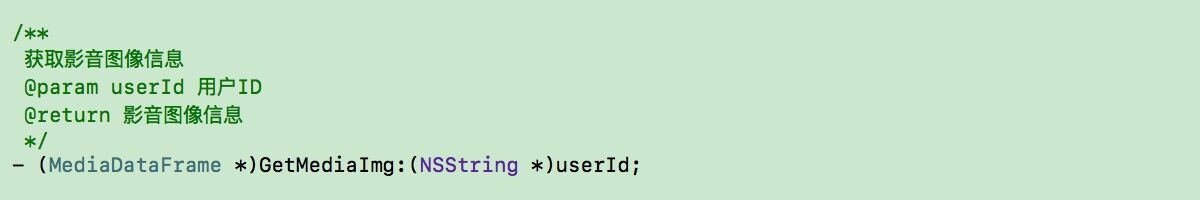 /**
获取影音图像信息
@param userId 用户ID
@return 影音图像信息
*/
- (MediaDataFrame *)GetMediaImg:(NSString *)userId;